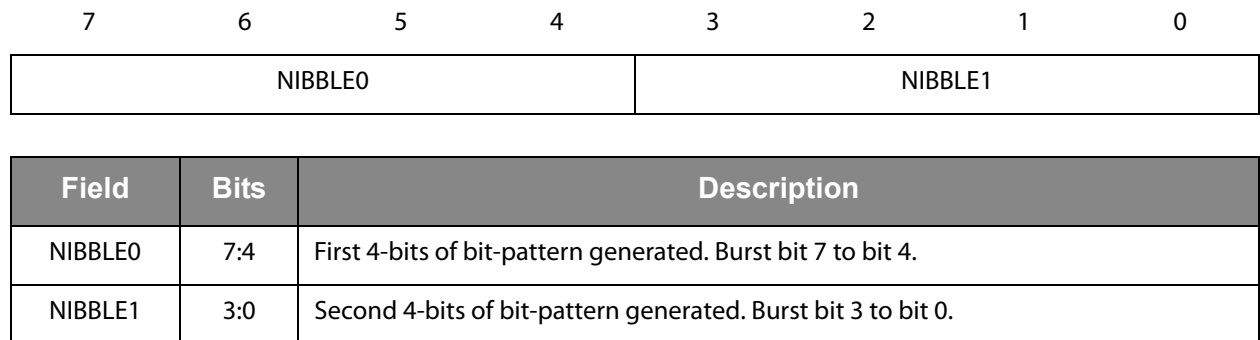 7 6 5 4 3 2 1 0
NIBBLE0 NIBBLE1
Field Bits Description
NIBBLE0 7:4 First 4-bits of bit-pattern generated. Burst bit 7 to bit 4.
NIBBLE1 3:0 Second 4-bits of bit-pattern generated. Burst bit 3 to bit 0.